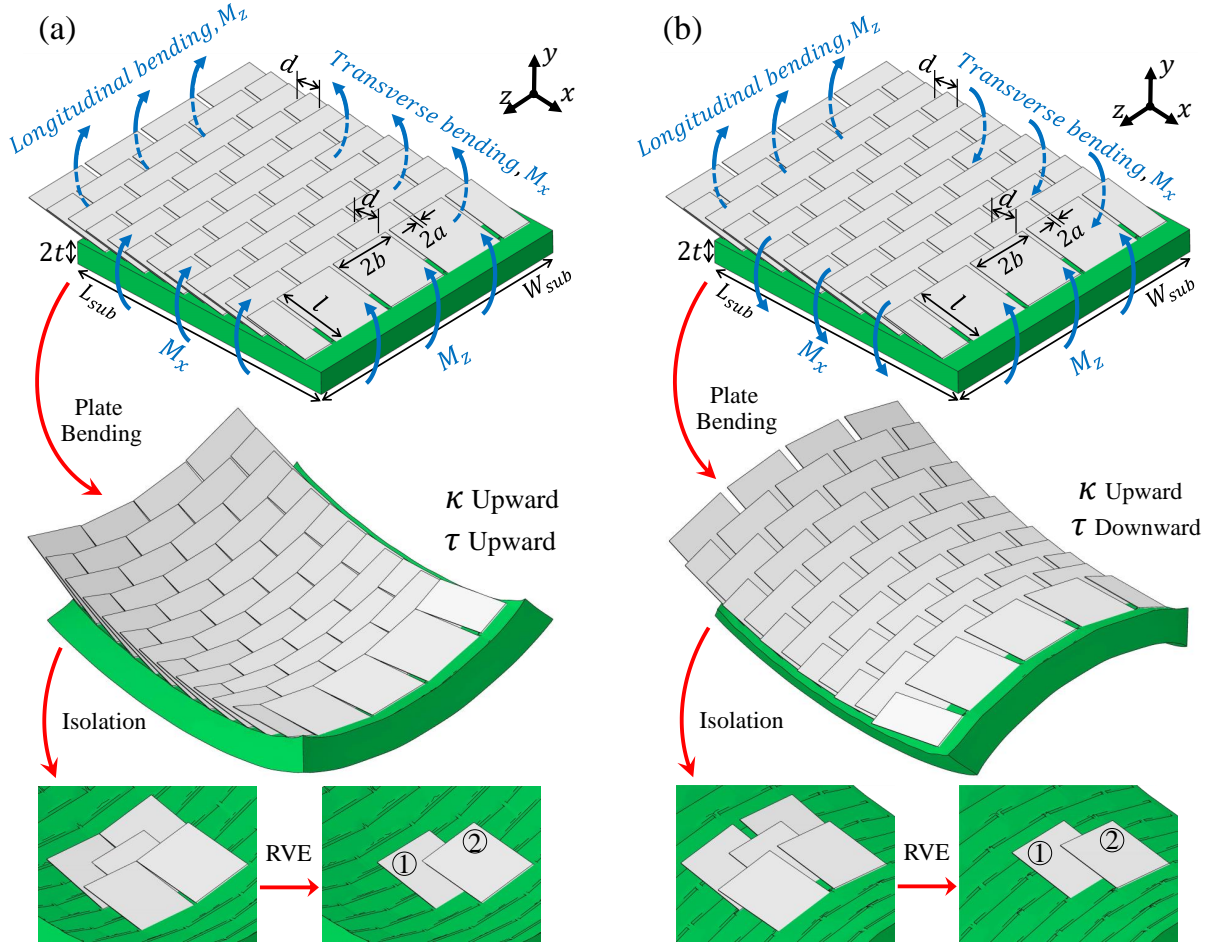 (a)
Longitudinal bending, M_z
d
Transverse bending, M_x
y
z
x
d
2a
2b
2t
l
L_sub
W_sub
M_x
M_z
Plate
Bending
κ Upward
τ Upward
Isolation
RVE
①
②
(b)
Longitudinal bending, M_z
d
Transverse bending, M_x
y
z
x
d
2a
2b
2t
l
L_sub
W_sub
M_x
M_z
Plate
Bending
κ Upward
τ Downward
Isolation
RVE
①
②